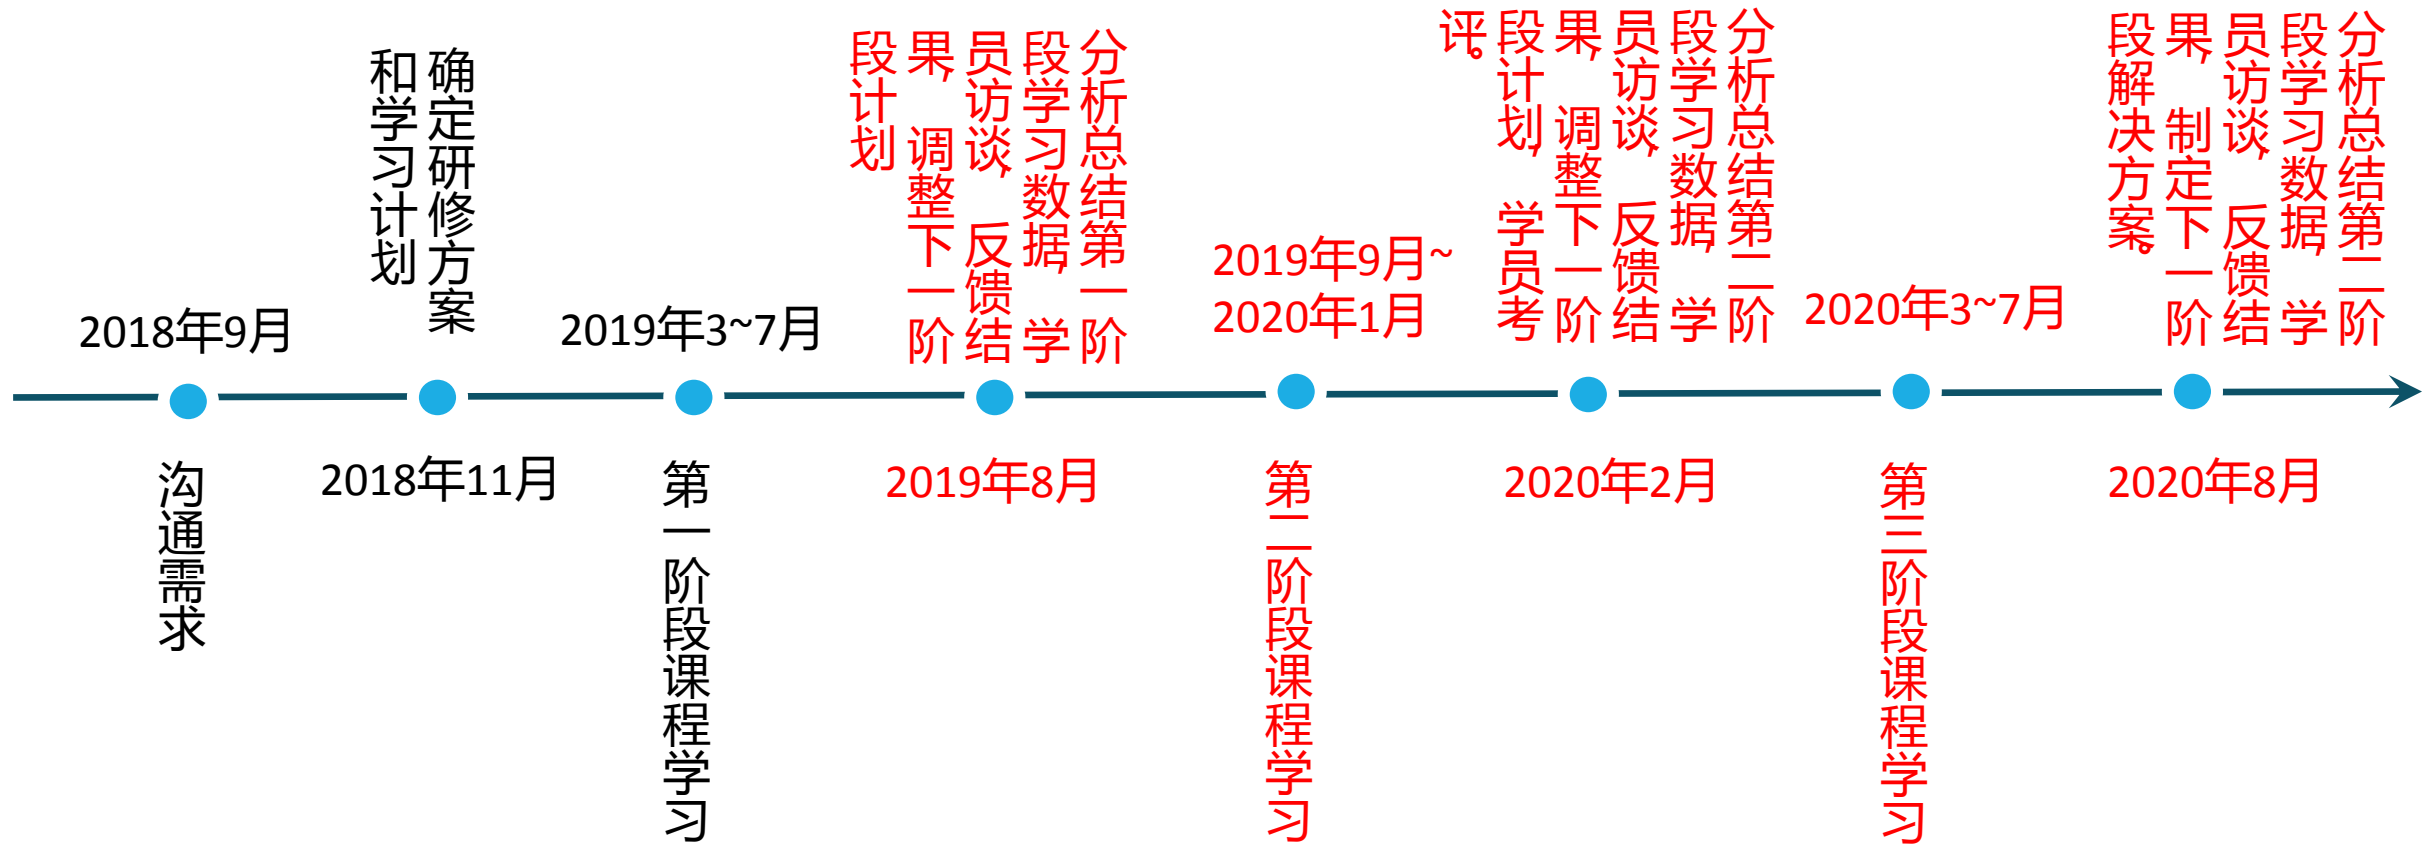 2018年9月
沟通需求
确定研修方案
和学习计划
2018年11月
2019年3~7月
第一阶段课程学习
分析总结第一阶
段学习数据，学
员访谈，反馈结
果，调整下一阶
段计划
2019年8月
2019年9月~
2020年1月
第二阶段课程学习
分析总结第二阶
段学习数据，学
员访谈，反馈结
果，调整下一阶
段计划，学员考
评。
2020年2月
2020年3~7月
第三阶段课程学习
分析总结第二阶
段学习数据，学
员访谈，反馈结
果，制定下一阶
段解决方案。
2020年8月